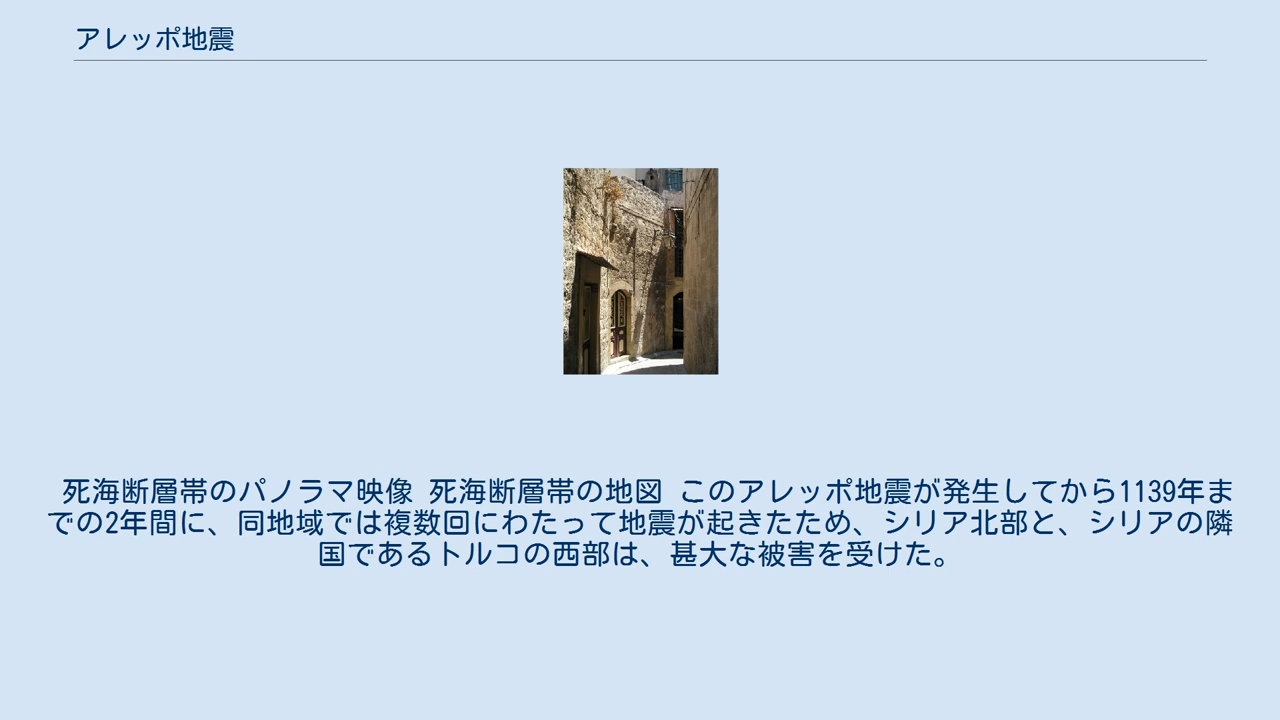 アレッポ地震
死海断層帯のパノラマ映像 死海断層帯の地図 このアレッポ地震が発生してから1139年ま
での2年間に、同地域では複数回にわたって地震が起きたため、シリア北部と、シリアの隣
国であるトルコの西部は、甚大な被害を受けた。